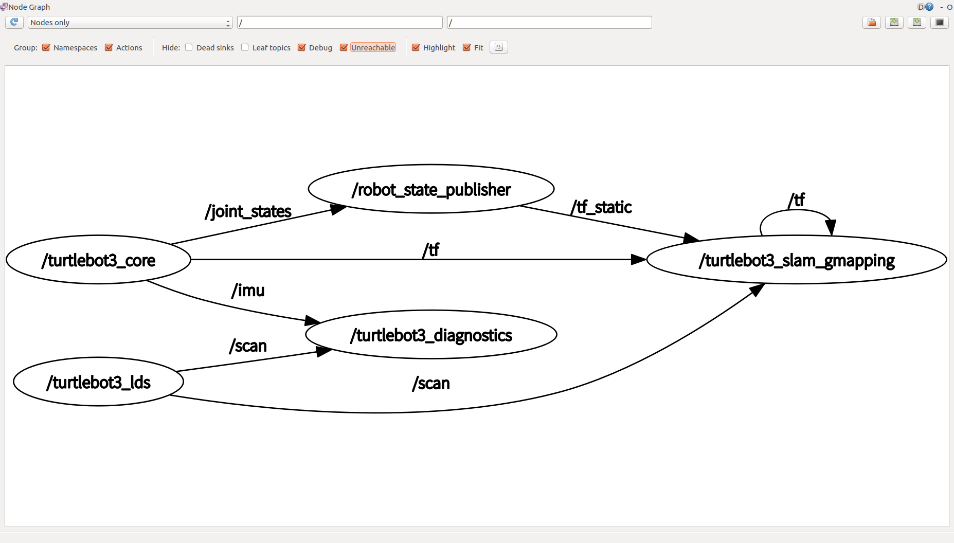 Node Graph
D - O
Nodes only / /
Group: Namespaces Actions Hide: Dead sinks Leaf topics Debug Unreachable Highlight Fit
/robot_state_publisher
/joint_states
/tf_static
/tf
/turtlebot3_core
/tf
/turtlebot3_slam_gmapping
/imu
/turtlebot3_diagnostics
/scan
/turtlebot3_lds
/scan